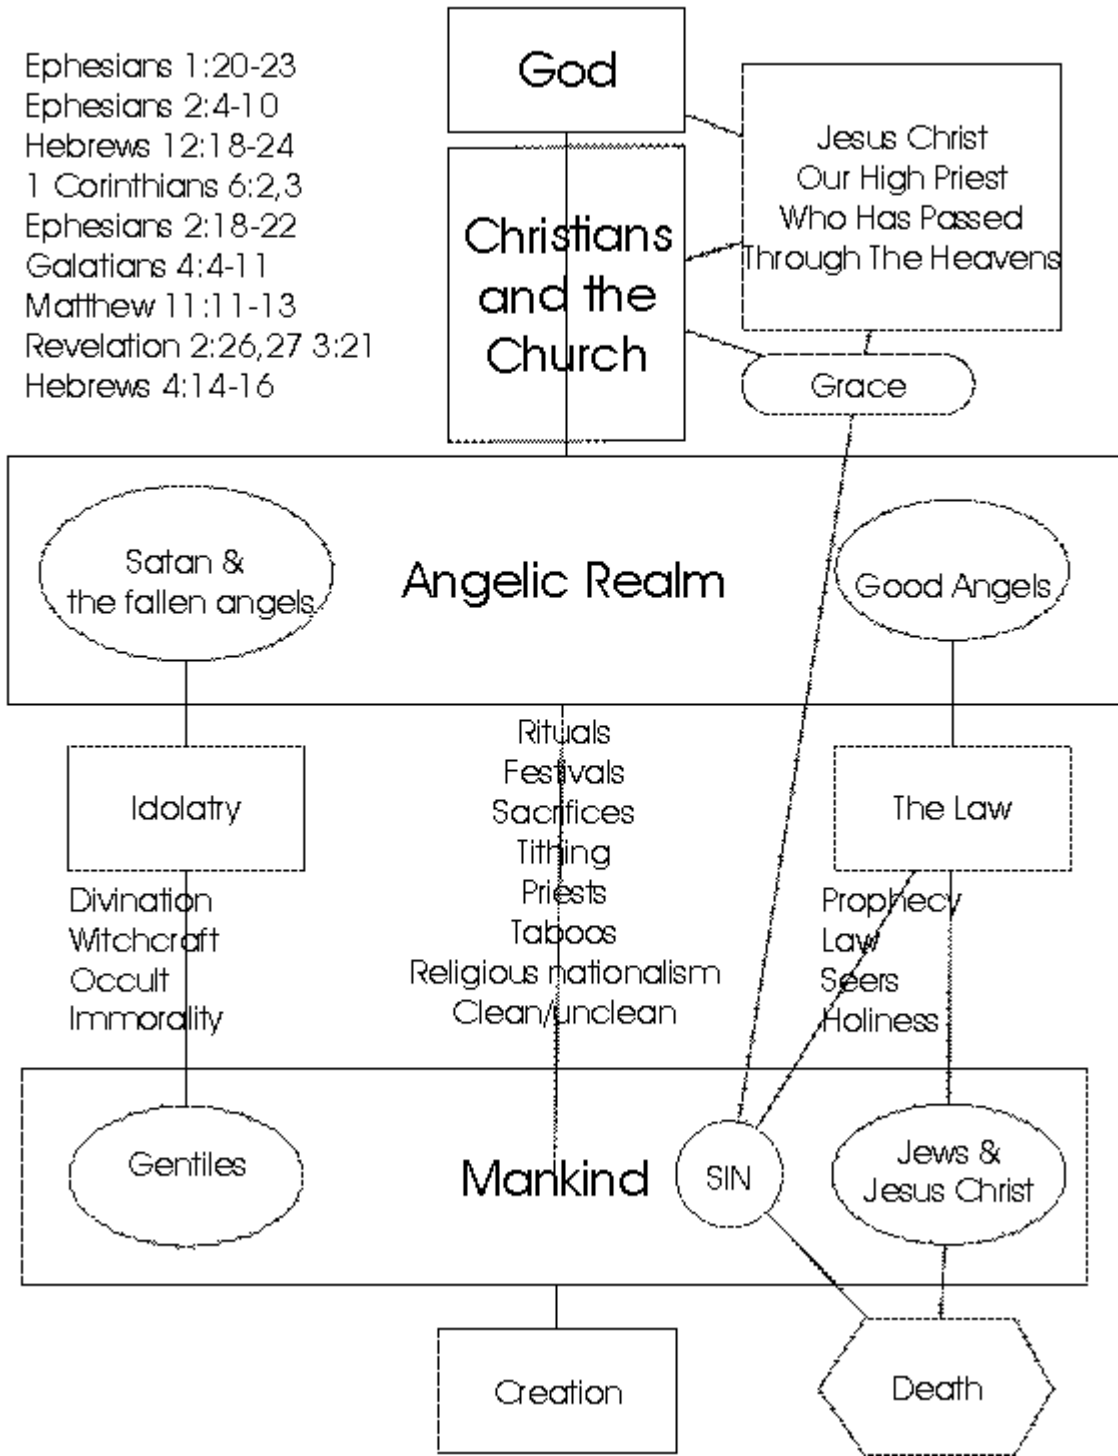 Ephesians 1:20-23
Ephesians 2:4-10
Hebrews 12:18-24
1 Corinthians 6:2,3
Ephesians 2:18-22
Galatians 4:4-11
Matthew 11:11-13
Revelation 2:26,27 3:21
Hebrews 4:14-16
God
Jesus Christ
Our High Priest
Who Has Passed
Through The Heavens
Christians
and the
Church
Grace
Satan &
the fallen angels
Angelic Realm
Good Angels
Idolatry
Divination
Witchcraft
Occult
Immorality
Rituals
Festivals
Sacrifices
Tithing
Priests
Taboos
Religious nationalism
Clean/unclean
The Law
Prophecy
Law
Seers
Holiness
Gentiles
Mankind
SIN
Jews &
Jesus Christ
Creation
Death